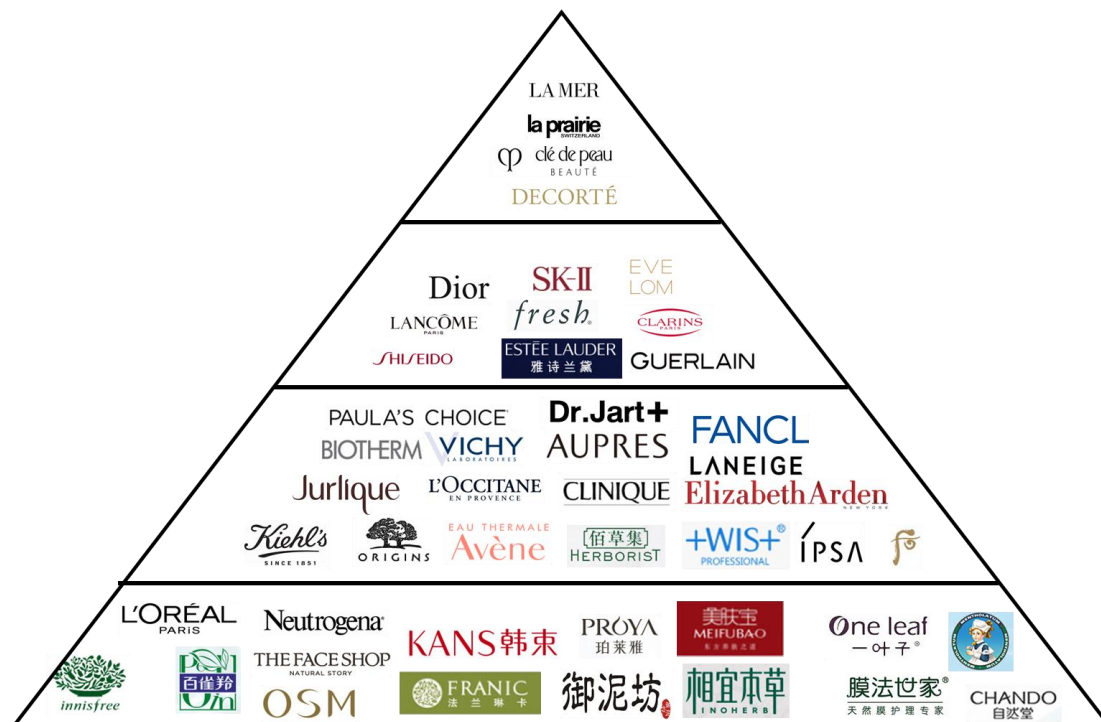 LA MER
la prairie
SWITZERLAND
clé de peau
BEAUTÉ
DECORTÉ
Dior
SK-II
EVE
LOM
LANCÔME
PARIS
fresh®
CLARINS
PARIS
SHISEIDO
ESTĒE LAUDER
雅诗兰黛
GUERLAIN
PAULA'S CHOICE
Dr.Jart+
FANCL
BIOTHERM
VICHY
LABORATOIRES
AUPRES
LANEIGE
Jurlique
L'OCCITANE
EN PROVENCE
CLINIQUE
Elizabeth Arden
NEW YORK
Kiehl's
SINCE 1851
ORIGINS
EAU THERMALE
Avène
佰草集
HERBORIST
+WIS+®
PROFESSIONAL
ÍPSA
L'ORÉAL
PARIS
Neutrogena®
KANS韩束
PROYA
珀莱雅
美肤宝
MEIFUBAO
One leaf
一叶子®
innisfree
百雀羚
THE FACE SHOP
NATURAL STORY
OSM
FRANIC
法兰琳卡
御泥坊
相宜本草
INOHERB
膜法世家®
天然膜护理专家
CHANDO
自然堂